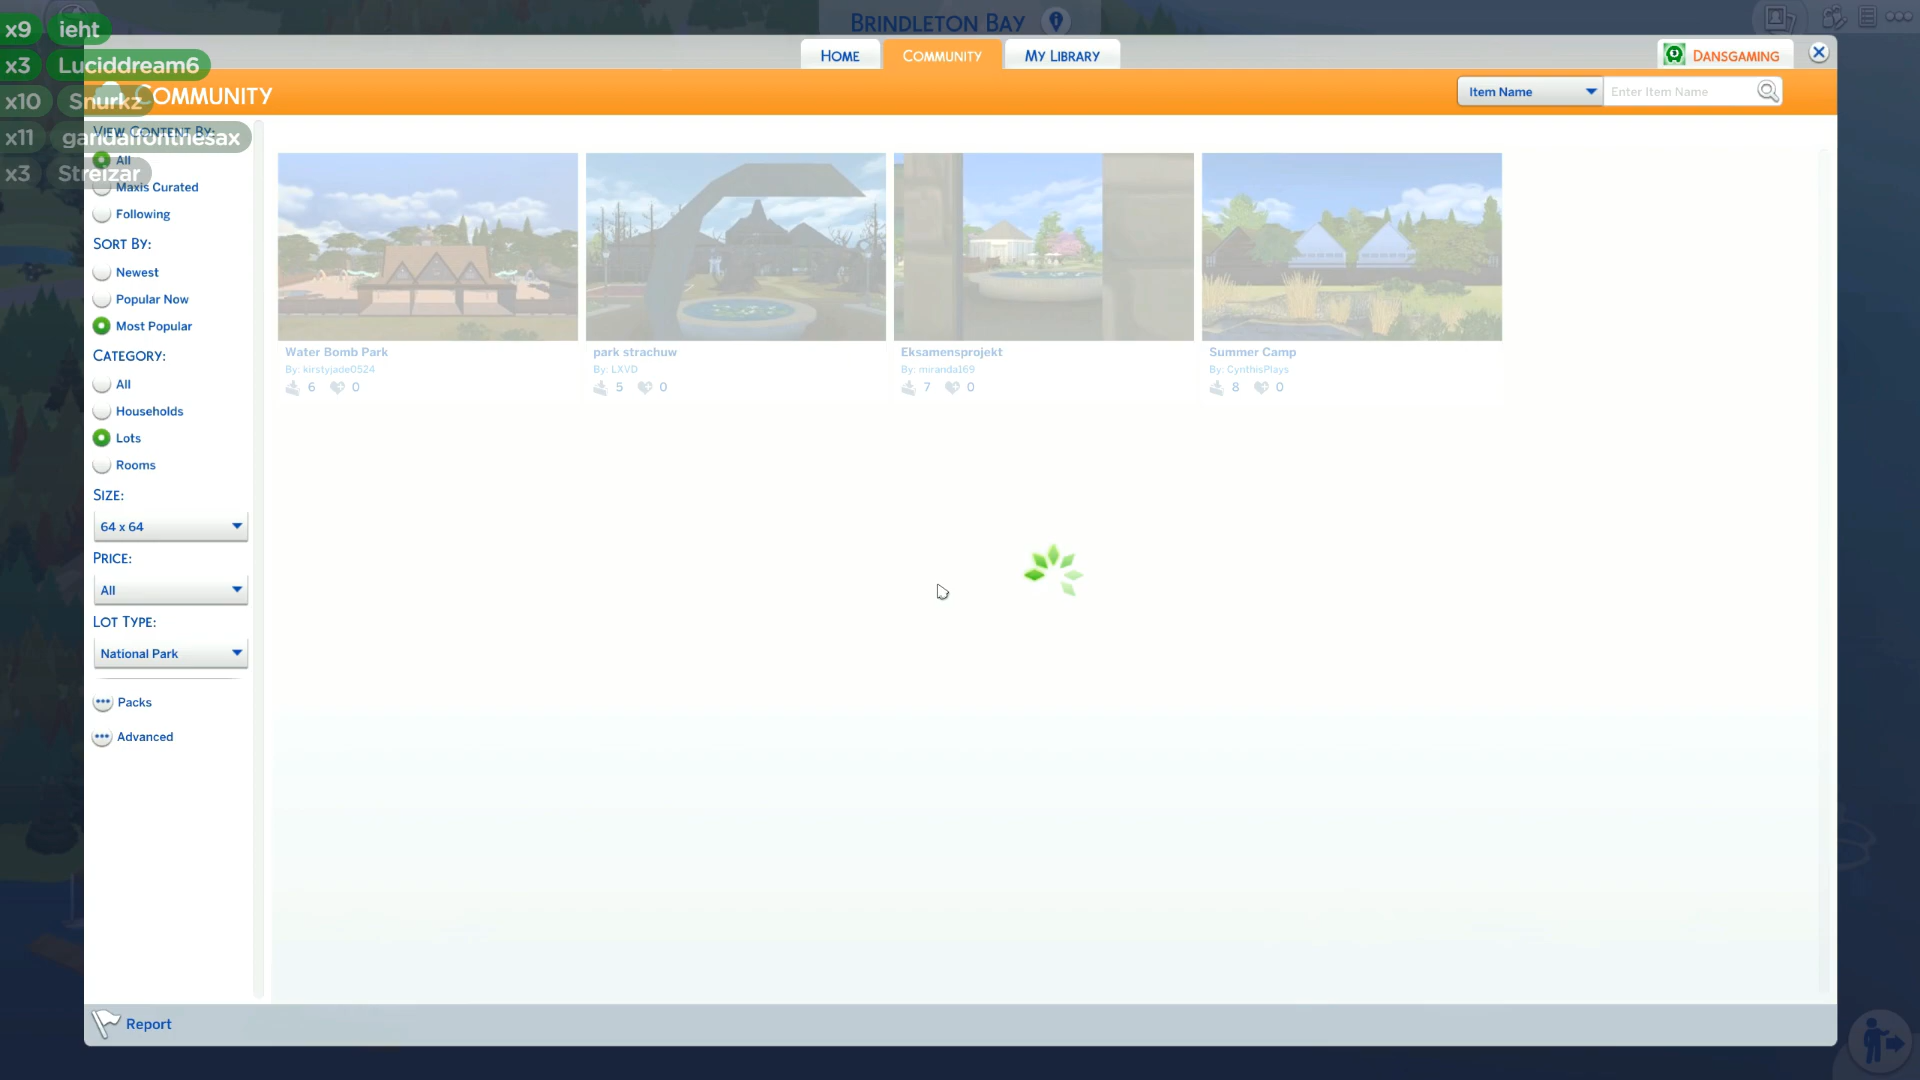 BRINDLETON BAY
x9 ieht
x3 Luciddream6
x10 Snurkz
x11 gandalfontriesax
x3 Streizar
HOME
COMMUNITY
MY LIBRARY
DANSGAMING
COMMUNITY
Item Name
Enter Item Name
VIEW CONTENT BY:
All
Maxis Curated
Following
SORT BY:
Newest
Popular Now
Most Popular
CATEGORY:
All
Households
Lots
Rooms
SIZE:
64 x 64
PRICE:
All
LOT TYPE:
National Park
Packs
Advanced
Water Bomb Park
By: kirstyjade0524
6 0
park strachuw
By: LXVD
5 0
Eksamensprojekt
By: miranda169
7 0
Summer Camp
By: CynthisPlays
8 0
Report